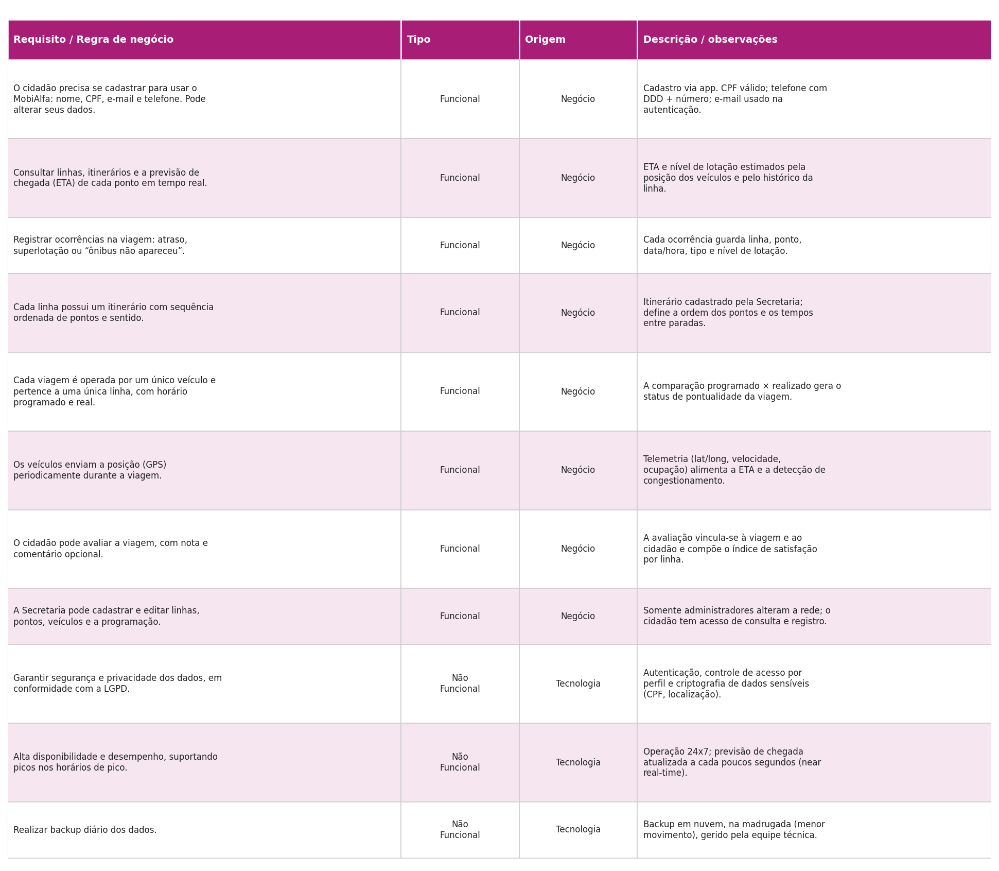 Requisito / Regra de negócio
Tipo
Origem
Descrição / observações
O cidadão precisa se cadastrar para usar o
MobiAlfa: nome, CPF, e-mail e telefone. Pode
alterar seus dados.
Funcional
Negócio
Cadastro via app. CPF válido; telefone com
DDD + número; e-mail usado na
autenticação.
Consultar linhas, itinerários e a previsão de
chegada (ETA) de cada ponto em tempo real.
Funcional
Negócio
ETA e nível de lotação estimados pela
posição dos veículos e pelo histórico da
linha.
Registrar ocorrências na viagem: atraso,
superlotação ou “ônibus não apareceu”.
Funcional
Negócio
Cada ocorrência guarda linha, ponto,
data/hora, tipo e nível de lotação.
Cada linha possui um itinerário com sequência
ordenada de pontos e sentido.
Funcional
Negócio
Itinerário cadastrado pela Secretaria;
define a ordem dos pontos e os tempos
entre paradas.
Cada viagem é operada por um único veículo e
pertence a uma única linha, com horário
programado e real.
Funcional
Negócio
A comparação programado × realizado gera o
status de pontualidade da viagem.
Os veículos enviam a posição (GPS)
periodicamente durante a viagem.
Funcional
Negócio
Telemetria (lat/long, velocidade,
ocupação) alimenta a ETA e a detecção de
congestionamento.
O cidadão pode avaliar a viagem, com nota e
comentário opcional.
Funcional
Negócio
A avaliação vincula-se à viagem e ao
cidadão e compõe o índice de satisfação
por linha.
A Secretaria pode cadastrar e editar linhas,
pontos, veículos e a programação.
Funcional
Negócio
Somente administradores alteram a rede; o
cidadão tem acesso de consulta e registro.
Garantir segurança e privacidade dos dados, em
conformidade com a LGPD.
Não
Funcional
Tecnologia
Autenticação, controle de acesso por
perfil e criptografia de dados sensíveis
(CPF, localização).
Alta disponibilidade e desempenho, suportando
picos nos horários de pico.
Não
Funcional
Tecnologia
Operação 24x7; previsão de chegada
atualizada a cada poucos segundos (near
real-time).
Realizar backup diário dos dados.
Não
Funcional
Tecnologia
Backup em nuvem, na madrugada (menor
movimento), gerido pela equipe técnica.